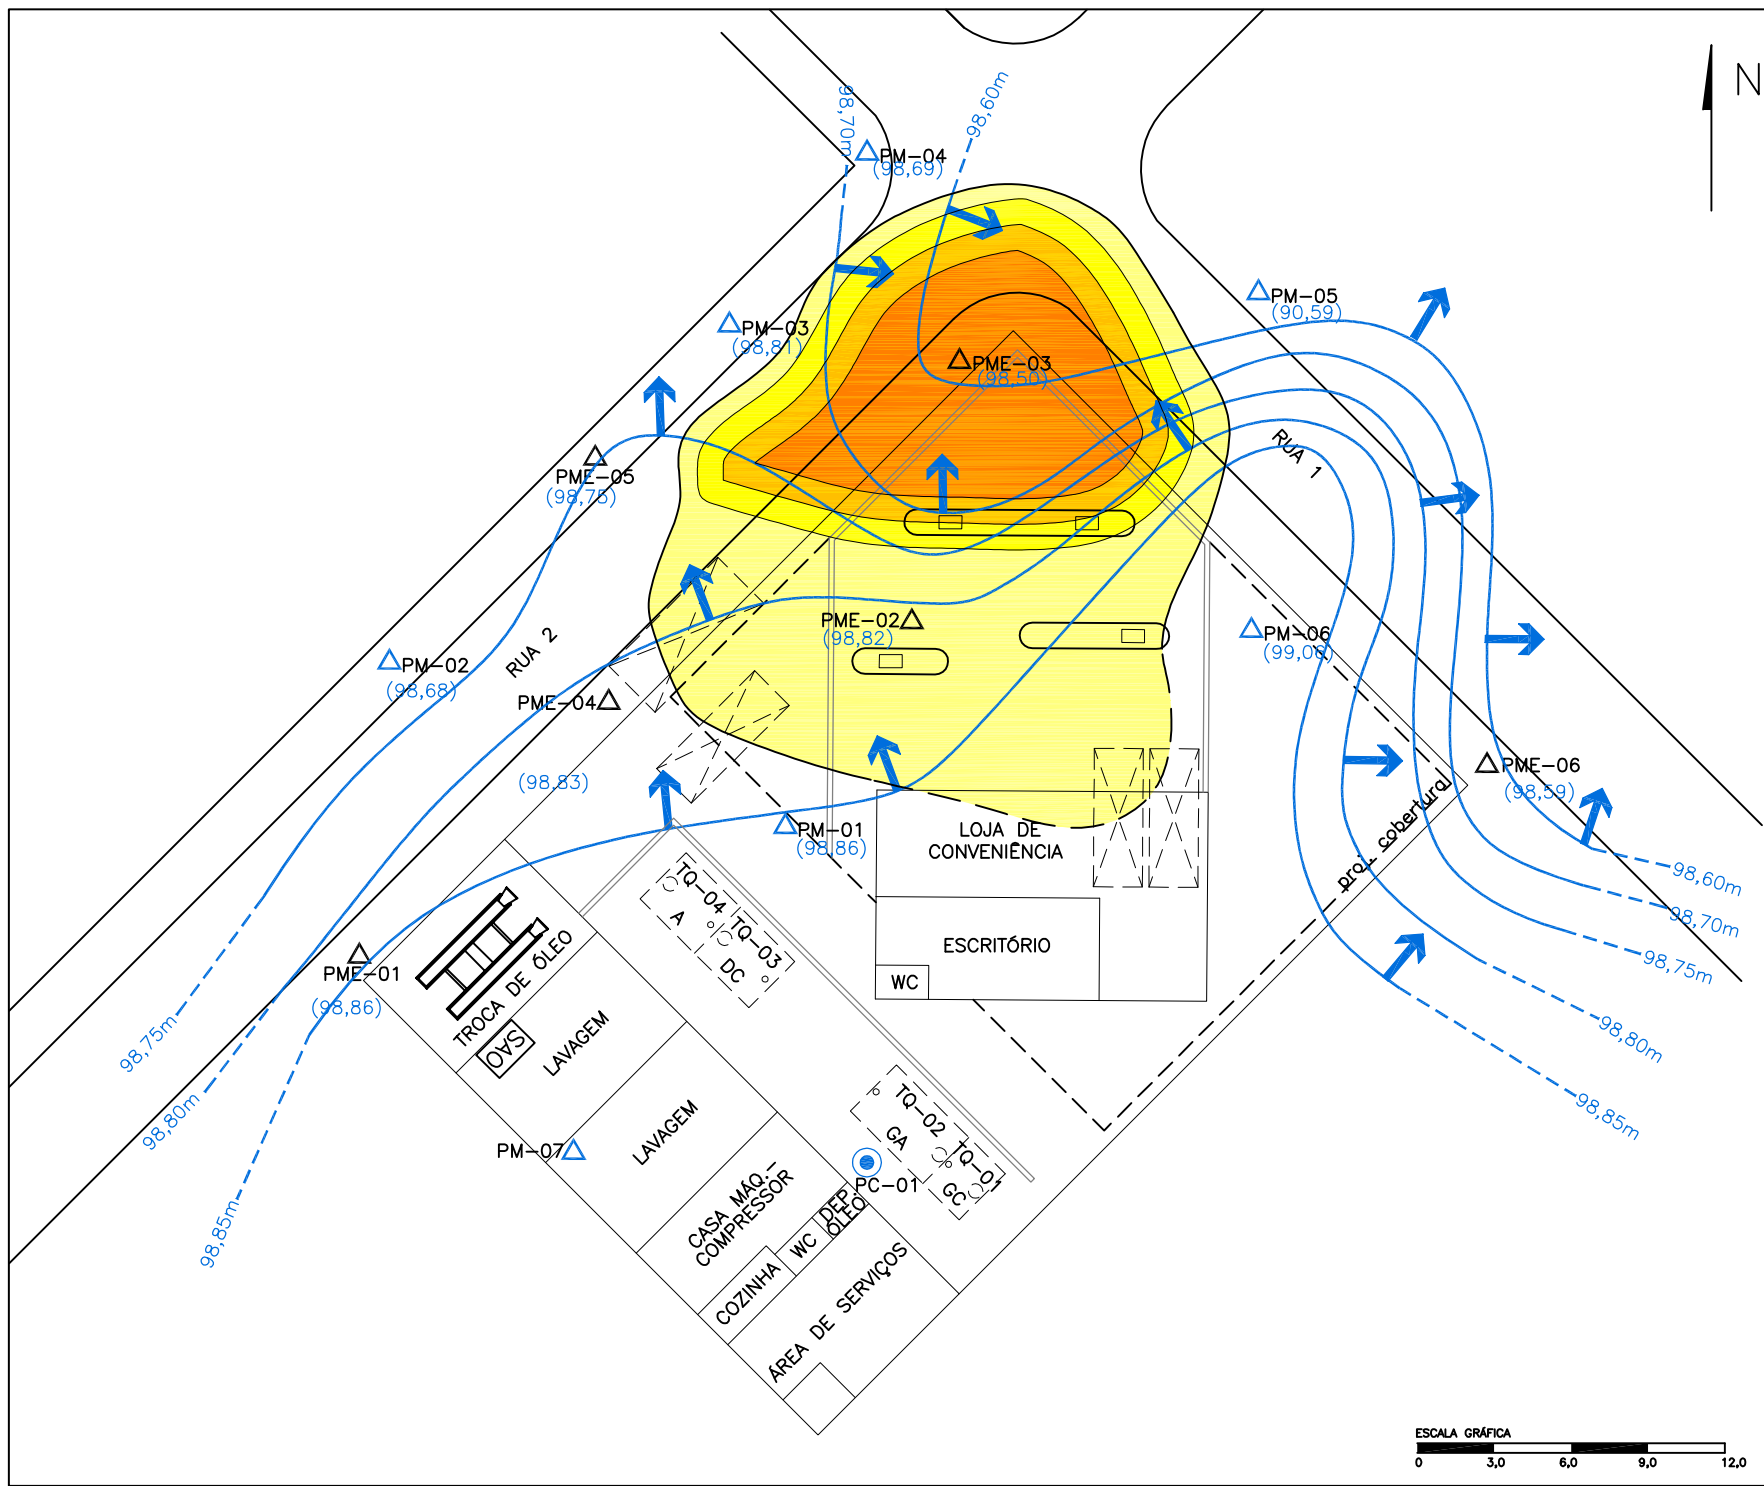 N
98,60m
98,70m
PM-04
(98,69)
PM-05
(90,59)
PM-03
(98,81)
PME-03
(98,50)
RUA 1
PME-05
(98,75)
PME-02
(98,82)
PM-06
(99,06)
RUA 2
PM-02
(98,68)
PME-04
(98,83)
PME-06
(98,59)
proj. cobertura
PM-01
(98,86)
LOJA DE
CONVENIÊNCIA
98,60m
98,70m
98,75m
98,80m
98,85m
TQ-04
A
TQ-03
DC
ESCRITÓRIO
WC
PME-01
(98,86)
TROCA DE ÓLEO
SAO
LAVAGEM
98,75m
98,80m
98,85m
LAVAGEM
PM-07
TQ-02
GA
TQ-01
GC
PC-01
CASA MÁQ.-
COMPRESSOR
DEP.
ÓLEO
WC
COZINHA
ÁREA DE SERVIÇOS
ESCALA GRÁFICA
0 3,0 6,0 9,0 12,0